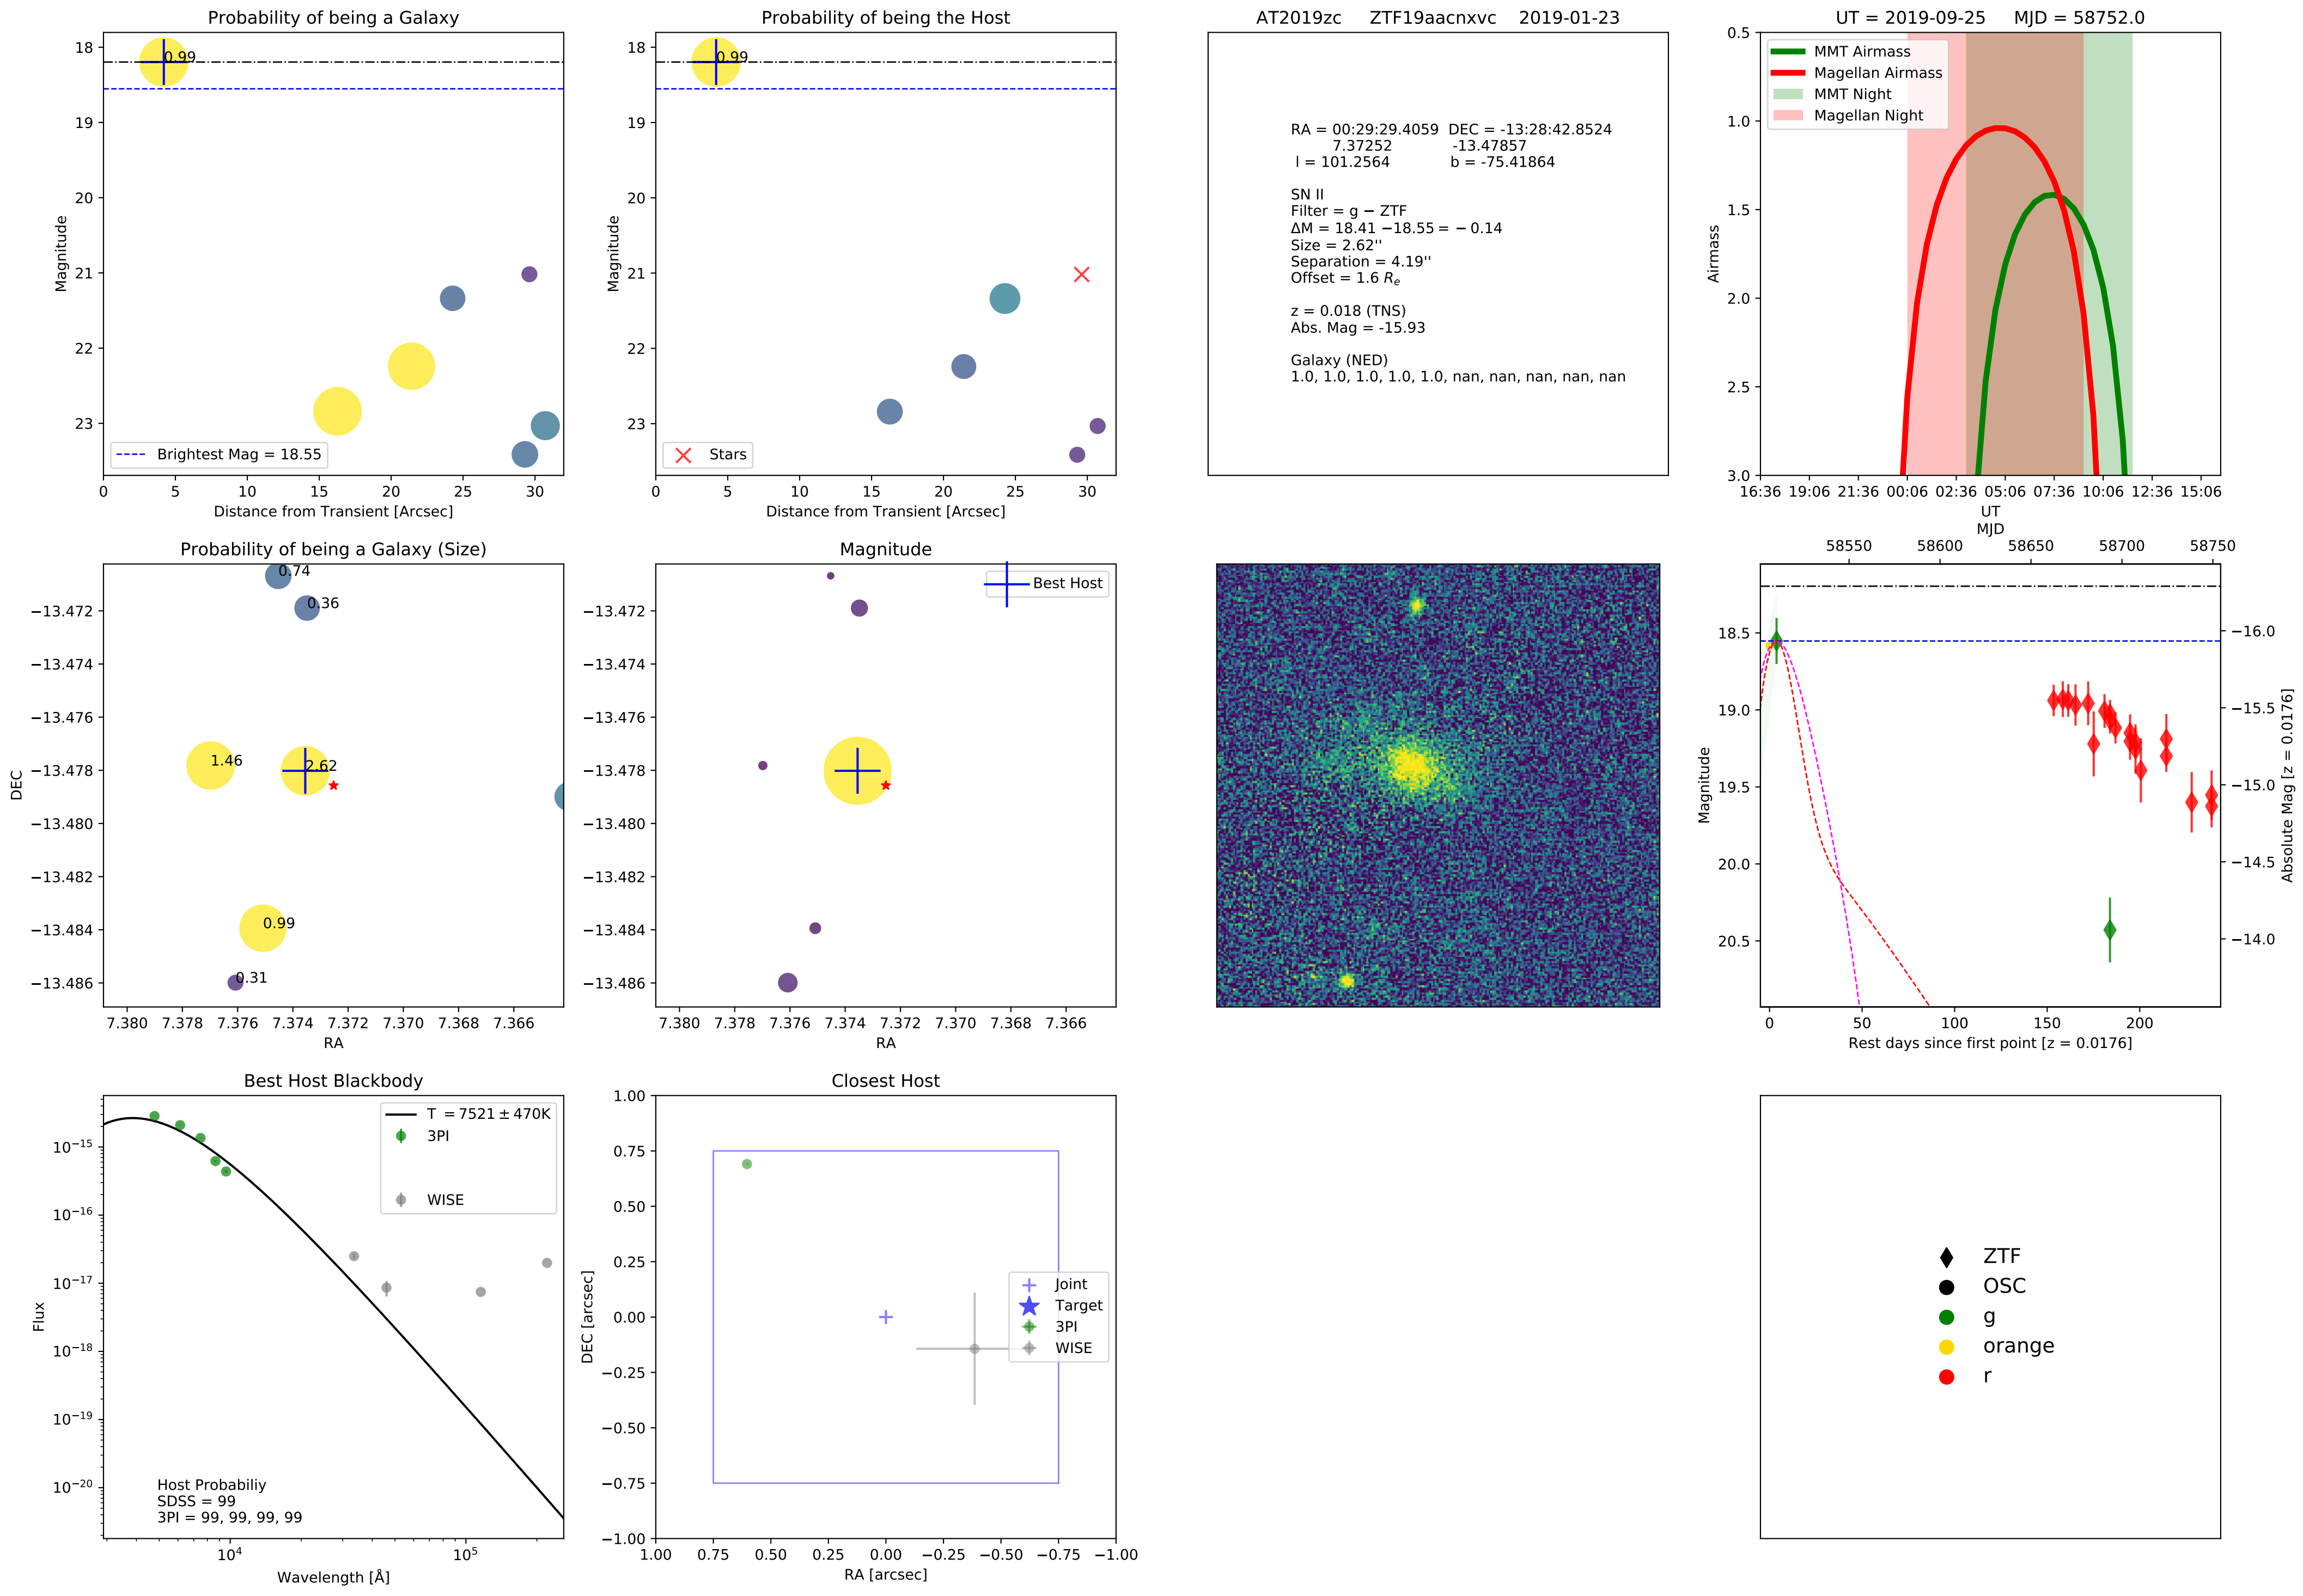 Probability of being a Galaxy
0.99
Brightest Mag = 18.55
18
19
20
21
22
23
Magnitude
0 5 10 15 20 25 30
Distance from Transient [Arcsec]
Probability of being the Host
0.99
Stars
18
19
20
21
22
23
Magnitude
0 5 10 15 20 25 30
Distance from Transient [Arcsec]
AT2019zc ZTF19aacnxvc 2019-01-23
RA = 00:29:29.4059 DEC = -13:28:42.8524
7.37252 -13.47857
l = 101.2564 b = -75.41864
SN II
Filter = g − ZTF
ΔM = 18.41 −18.55 = − 0.14
Size = 2.62''
Separation = 4.19''
Offset = 1.6 Re
z = 0.018 (TNS)
Abs. Mag = -15.93
Galaxy (NED)
1.0, 1.0, 1.0, 1.0, 1.0, nan, nan, nan, nan, nan
UT = 2019-09-25 MJD = 58752.0
MMT Airmass
Magellan Airmass
MMT Night
Magellan Night
0.5
1.0
1.5
2.0
2.5
3.0
Airmass
16:36 19:06 21:36 00:06 02:36 05:06 07:36 10:06 12:36 15:06
UT
Probability of being a Galaxy (Size)
0.74
0.36
1.46
2.62
0.99
0.31
−13.472
−13.474
−13.476
−13.478
−13.480
−13.482
−13.484
−13.486
DEC
7.380 7.378 7.376 7.374 7.372 7.370 7.368 7.366
RA
Magnitude
Best Host
−13.472
−13.474
−13.476
−13.478
−13.480
−13.482
−13.484
−13.486
7.380 7.378 7.376 7.374 7.372 7.370 7.368 7.366
RA
MJD
58550 58600 58650 58700 58750
18.5
19.0
19.5
20.0
20.5
Magnitude
−16.0
−15.5
−15.0
−14.5
−14.0
Absolute Mag [z = 0.0176]
0 50 100 150 200
Rest days since first point [z = 0.0176]
Best Host Blackbody
T = 7521 ± 470K
3PI
WISE
10−15
10−16
10−17
10−18
10−19
10−20
Flux
Host Probabiliy
SDSS = 99
3PI = 99, 99, 99, 99
104 105
Wavelength [Å]
Closest Host
Joint
Target
3PI
WISE
1.00
0.75
0.50
0.25
0.00
−0.25
−0.50
−0.75
−1.00
DEC [arcsec]
1.00 0.75 0.50 0.25 0.00 −0.25 −0.50 −0.75 −1.00
RA [arcsec]
ZTF
OSC
g
orange
r